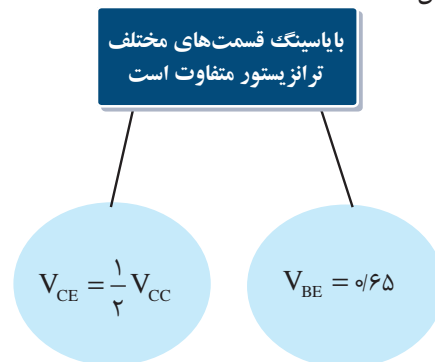 بایاسینگ قسمت‌های مختلف
ترانزیستور متفاوت است
V_CE = ۱/۲ V_CC
V_BE = ۰/۶۵